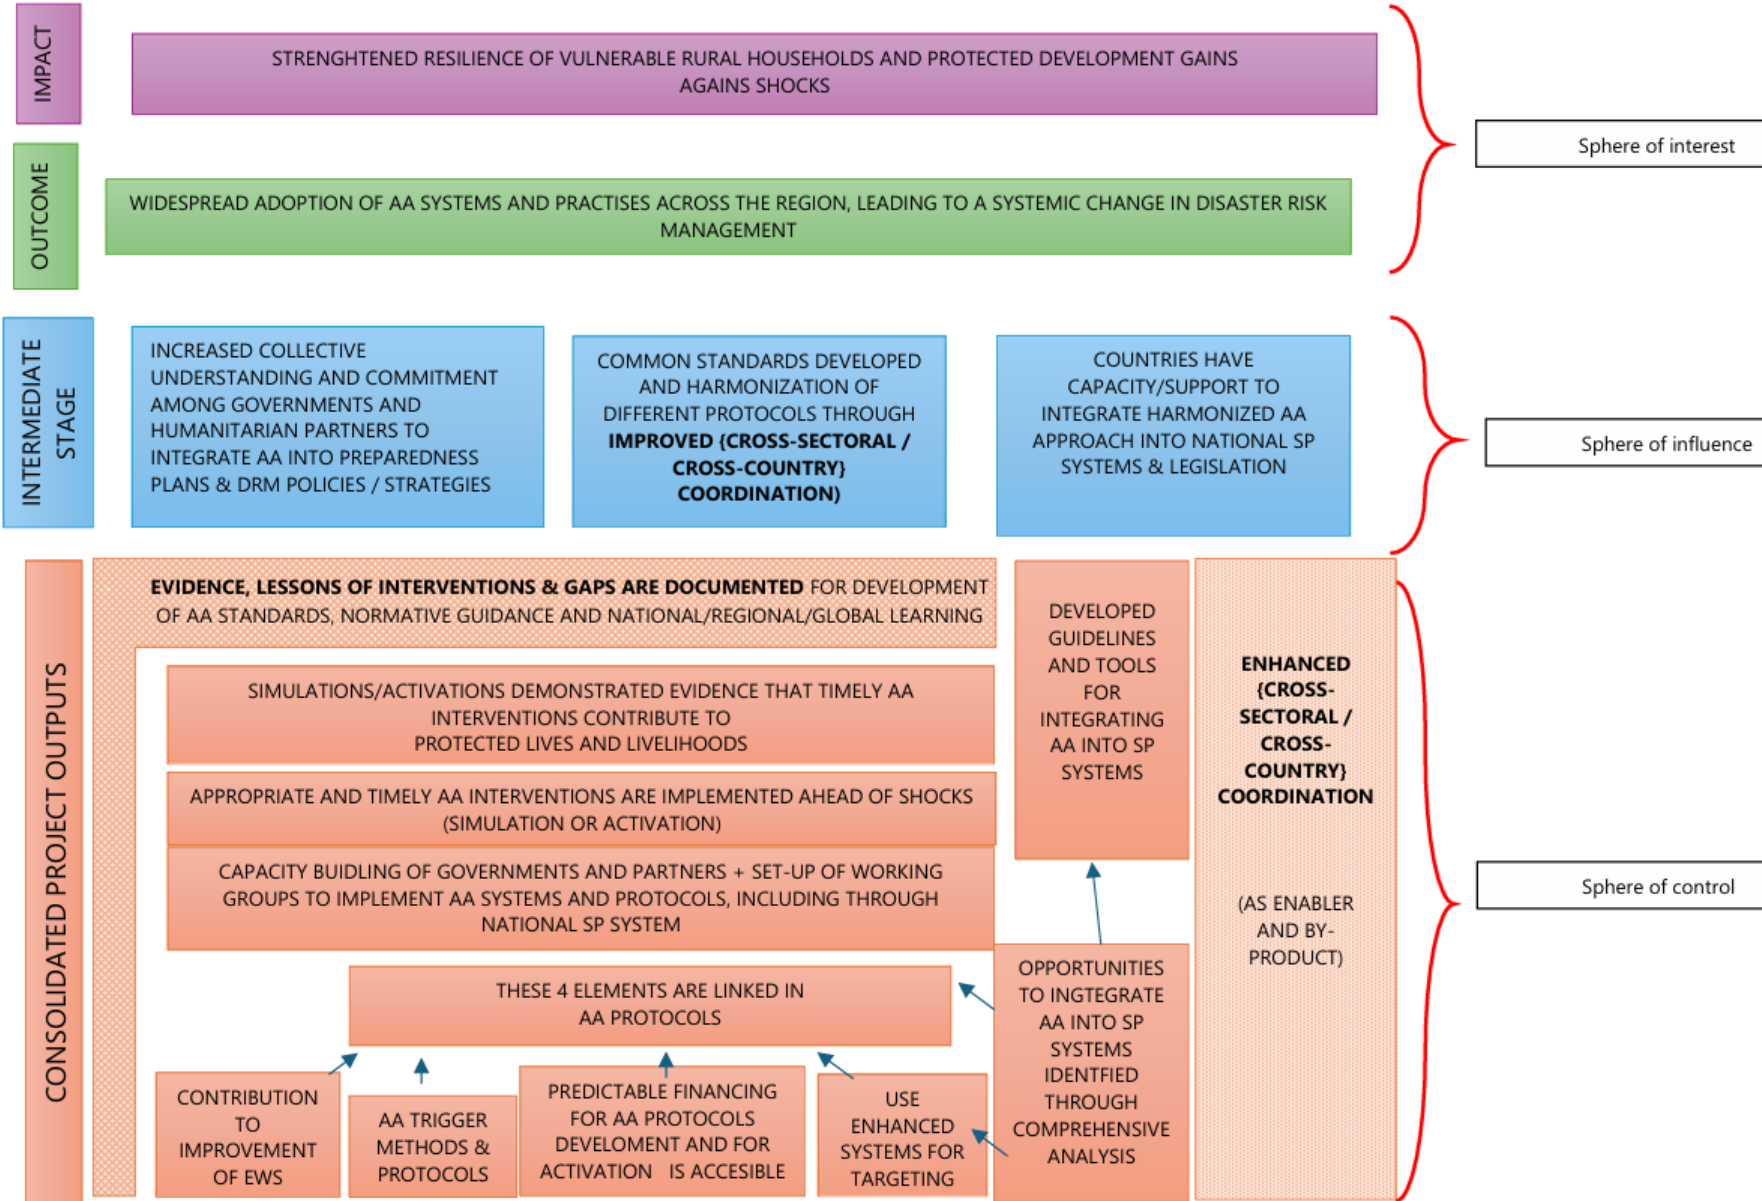 IMPACT
STRENGHTENED RESILIENCE OF VULNERABLE RURAL HOUSEHOLDS AND PROTECTED DEVELOPMENT GAINS
AGAINS SHOCKS
Sphere of interest
OUTCOME
WIDESPREAD ADOPTION OF AA SYSTEMS AND PRACTISES ACROSS THE REGION, LEADING TO A SYSTEMIC CHANGE IN DISASTER RISK
MANAGEMENT
INTERMEDIATE
STAGE
INCREASED COLLECTIVE
UNDERSTANDING AND COMMITMENT
AMONG GOVERNMENTS AND
HUMANITARIAN PARTNERS TO
INTEGRATE AA INTO PREPAREDNESS
PLANS & DRM POLICIES / STRATEGIES
COMMON STANDARDS DEVELOPED
AND HARMONIZATION OF
DIFFERENT PROTOCOLS THROUGH
IMPROVED {CROSS-SECTORAL /
CROSS-COUNTRY}
COORDINATION)
COUNTRIES HAVE
CAPACITY/SUPPORT TO
INTEGRATE HARMONIZED AA
APPROACH INTO NATIONAL SP
SYSTEMS & LEGISLATION
Sphere of influence
CONSOLIDATED PROJECT OUTPUTS
EVIDENCE, LESSONS OF INTERVENTIONS & GAPS ARE DOCUMENTED FOR DEVELOPMENT
OF AA STANDARDS, NORMATIVE GUIDANCE AND NATIONAL/REGIONAL/GLOBAL LEARNING
SIMULATIONS/ACTIVATIONS DEMONSTRATED EVIDENCE THAT TIMELY AA
INTERVENTIONS CONTRIBUTE TO
PROTECTED LIVES AND LIVELIHOODS
APPROPRIATE AND TIMELY AA INTERVENTIONS ARE IMPLEMENTED AHEAD OF SHOCKS
(SIMULATION OR ACTIVATION)
CAPACITY BUIDLING OF GOVERNMENTS AND PARTNERS + SET-UP OF WORKING
GROUPS TO IMPLEMENT AA SYSTEMS AND PROTOCOLS, INCLUDING THROUGH
NATIONAL SP SYSTEM
THESE 4 ELEMENTS ARE LINKED IN
AA PROTOCOLS
CONTRIBUTION
TO
IMPROVEMENT
OF EWS
AA TRIGGER
METHODS &
PROTOCOLS
PREDICTABLE FINANCING
FOR AA PROTOCOLS
DEVELOMENT AND FOR
ACTIVATION IS ACCESIBLE
USE
ENHANCED
SYSTEMS FOR
TARGETING
DEVELOPED
GUIDELINES
AND TOOLS
FOR
INTEGRATING
AA INTO SP
SYSTEMS
OPPORTUNITIES
TO INGTEGRATE
AA INTO SP
SYSTEMS
IDENTFIED
THROUGH
COMPREHENSIVE
ANALYSIS
ENHANCED
{CROSS-
SECTORAL /
CROSS-
COUNTRY}
COORDINATION
(AS ENABLER
AND BY-
PRODUCT)
Sphere of control